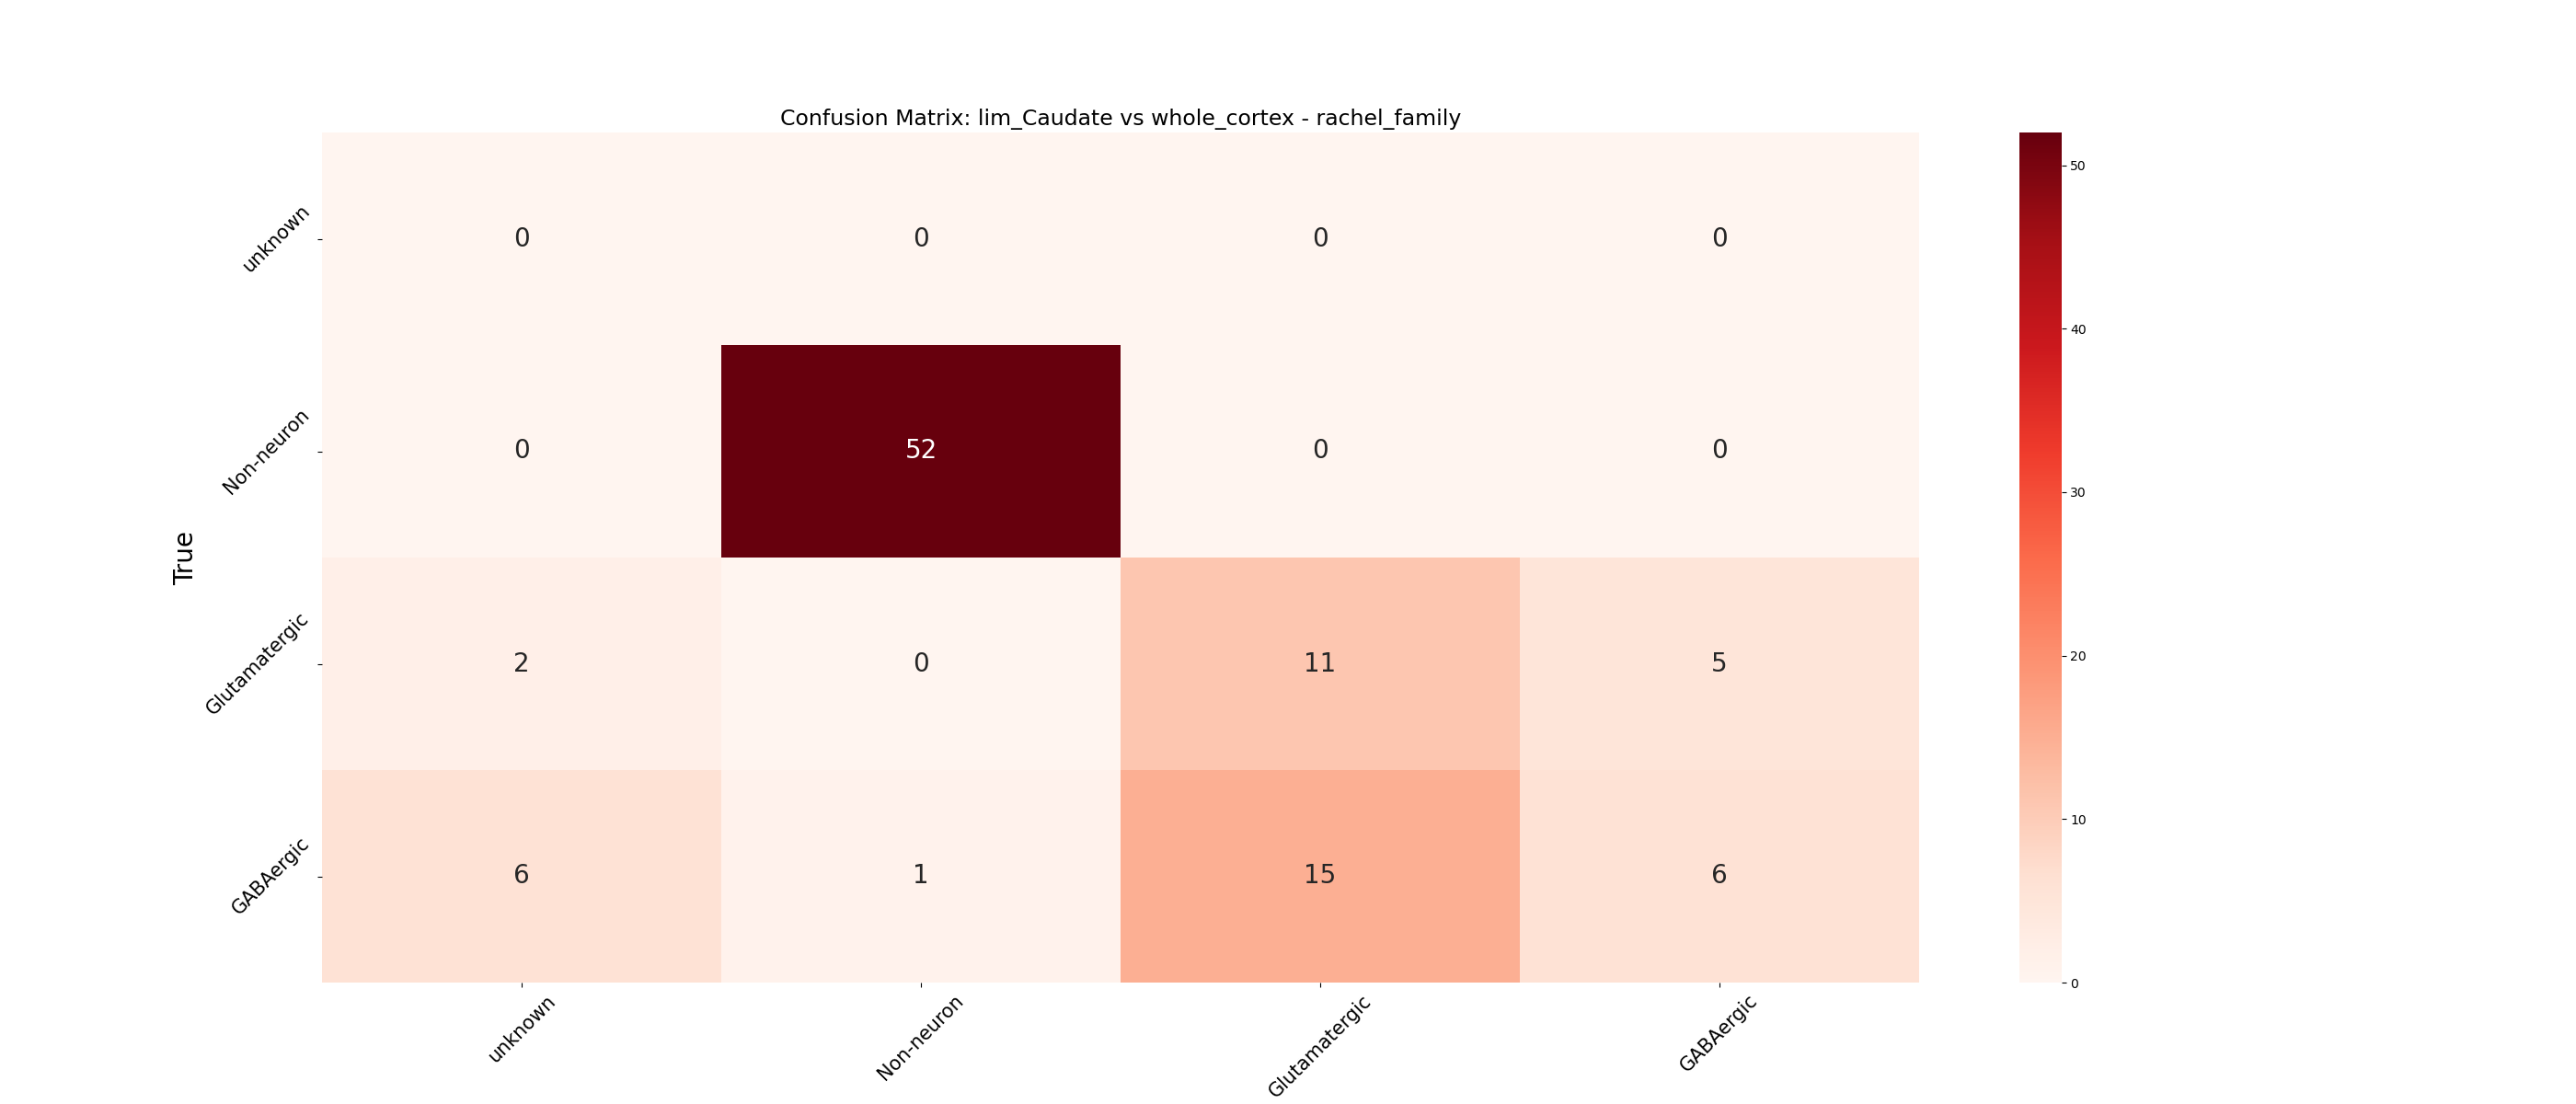 Confusion Matrix: lim_Caudate vs whole_cortex - rachel_family
True
unknown 0 0 0 0
Non-neuron 0 52 0 0
Glutamatergic 2 0 11 5
GABAergic 6 1 15 6
unknown Non-neuron Glutamatergic GABAergic
50
40
30
20
10
0